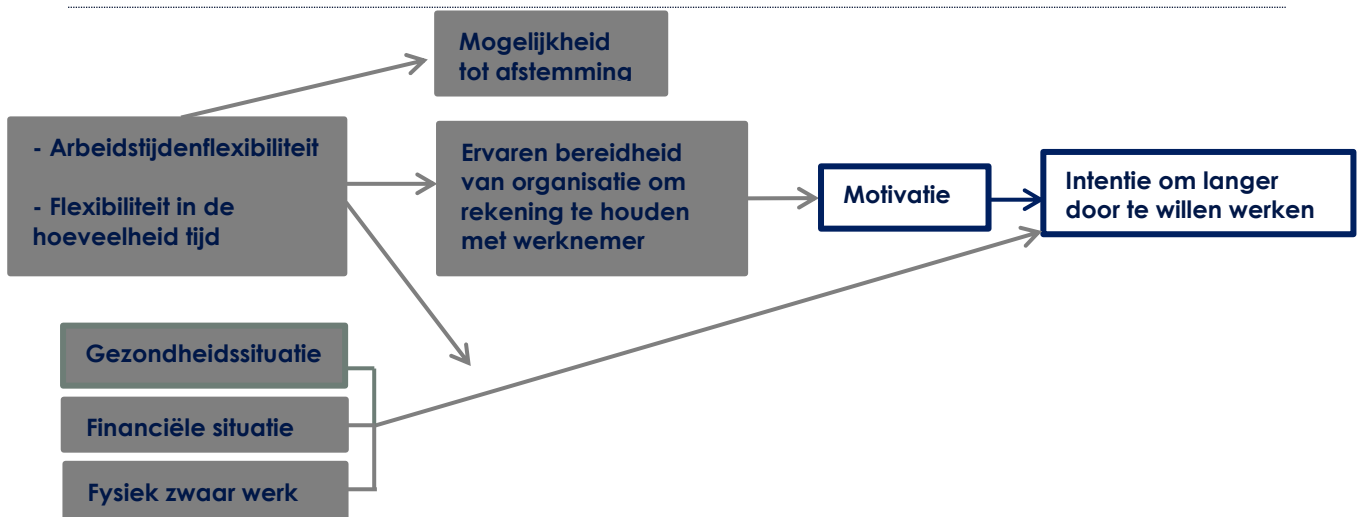 Mogelijkheid
tot afstemming
- Arbeidstijdenflexibiliteit
- Flexibiliteit in de
hoeveelheid tijd
Ervaren bereidheid
van organisatie om
rekening te houden
met werknemer
Motivatie
Intentie om langer
door te willen werken
Gezondheidssituatie
Financiële situatie
Fysiek zwaar werk